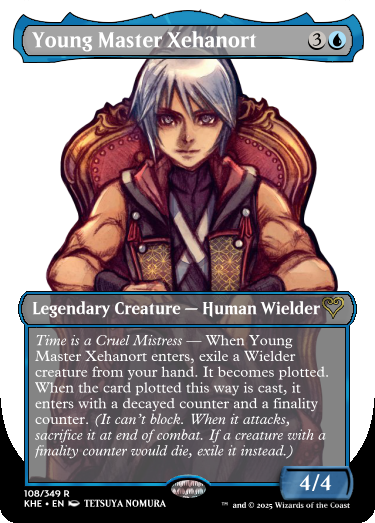 Young Master Xehanort 3
Legendary Creature — Human Wielder
Time is a Cruel Mistress — When Young
Master Xehanort enters, exile a Wielder
creature from your hand. It becomes plotted.
When the card plotted this way is cast, it
enters with a decayed counter and a finality
counter. (It can't block. When it attacks,
sacrifice it at end of combat. If a creature with a
finality counter would die, exile it instead.)
4/4
108/349 R
KHE • EN TETSUYA NOMURA
™ and © 2025 Wizards of the Coast